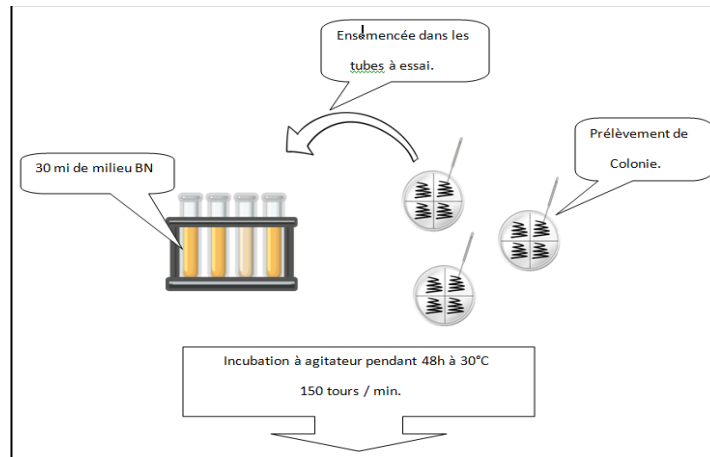 Ensemencée dans les
tubes à essai.
30 mi de milieu BN
Prélèvement de
Colonie.
Incubation à agitateur pendant 48h à 30°C
150 tours / min.